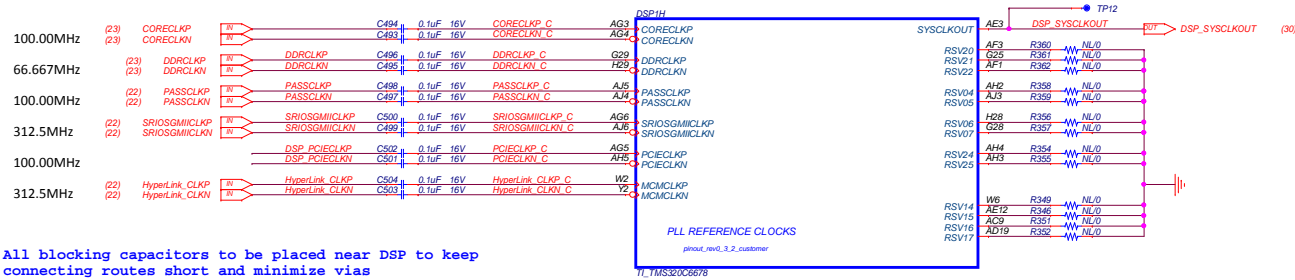 DSP1H
TP12
100.00MHz (23) CORECLKP IN C494 0.1uF 16V CORECLKP_C AG3 CORECLKP SYSCLKOUT AE3 DSP_SYSCLKOUT OUT DSP_SYSCLKOUT (30)
(23) CORECLKN IN C493 0.1uF 16V CORECLKN_C AG4 CORECLKN
RSV20 AF3 R360 NL/0
66.667MHz (23) DDRCLKP IN C496 0.1uF 16V DDRCLKP_C G29 DDRCLKP RSV21 G25 R361 NL/0
(23) DDRCLKN IN C495 0.1uF 16V DDRCLKN_C H29 DDRCLKN RSV22 AF1 R362 NL/0
100.00MHz (22) PASSCLKP IN PASSCLKP C498 0.1uF 16V PASSCLKP_C AJ5 PASSCLKP RSV04 AH2 R358 NL/0
(22) PASSCLKN IN PASSCLKN C497 0.1uF 16V PASSCLKN_C AJ4 PASSCLKN RSV05 AJ3 R359 NL/0
312.5MHz (22) SRIOSGMIICLKP IN SRIOSGMIICLKP C500 0.1uF 16V SRIOSGMIICLKP_C AG6 SRIOSGMIICLKP RSV06 H28 R356 NL/0
(22) SRIOSGMIICLKN IN SRIOSGMIICLKN C499 0.1uF 16V SRIOSGMIICLKN_C AJ6 SRIOSGMIICLKN RSV07 G28 R357 NL/0
100.00MHz DSP_PCIECLKP C502 0.1uF 16V PCIECLKP_C AG5 PCIECLKP RSV24 AH4 R354 NL/0
DSP_PCIECLKN C501 0.1uF 16V PCIECLKN_C AH5 PCIECLKN RSV25 AH3 R355 NL/0
312.5MHz (22) HyperLink_CLKP IN HyperLink_CLKP C504 0.1uF 16V HyperLink_CLKP_C W2 MCMCLKP
(22) HyperLink_CLKN IN HyperLink_CLKN C503 0.1uF 16V HyperLink_CLKN_C Y2 MCMCLKN
RSV14 W6 R349 NL/0
RSV15 AE12 R346 NL/0
RSV16 AC9 R351 NL/0
RSV17 AD19 R352 NL/0
PLL REFERENCE CLOCKS
pinout_rev0_3_2_customer
TI_TMS320C6678
All blocking capacitors to be placed near DSP to keep
connecting routes short and minimize vias